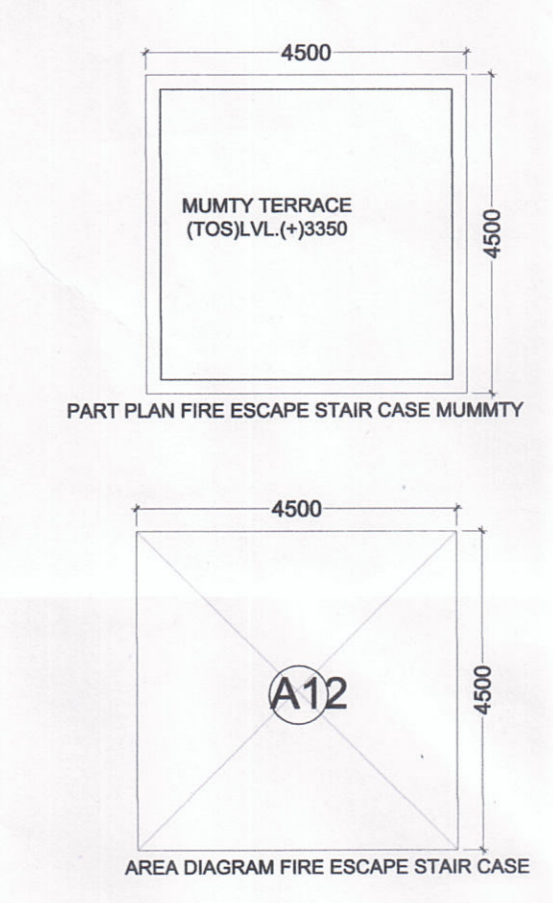 4500
MUMTY TERRACE
(TOS)LVL.(+)3350
4500
PART PLAN FIRE ESCAPE STAIR CASE MUMMTY
4500
A12
4500
AREA DIAGRAM FIRE ESCAPE STAIR CASE